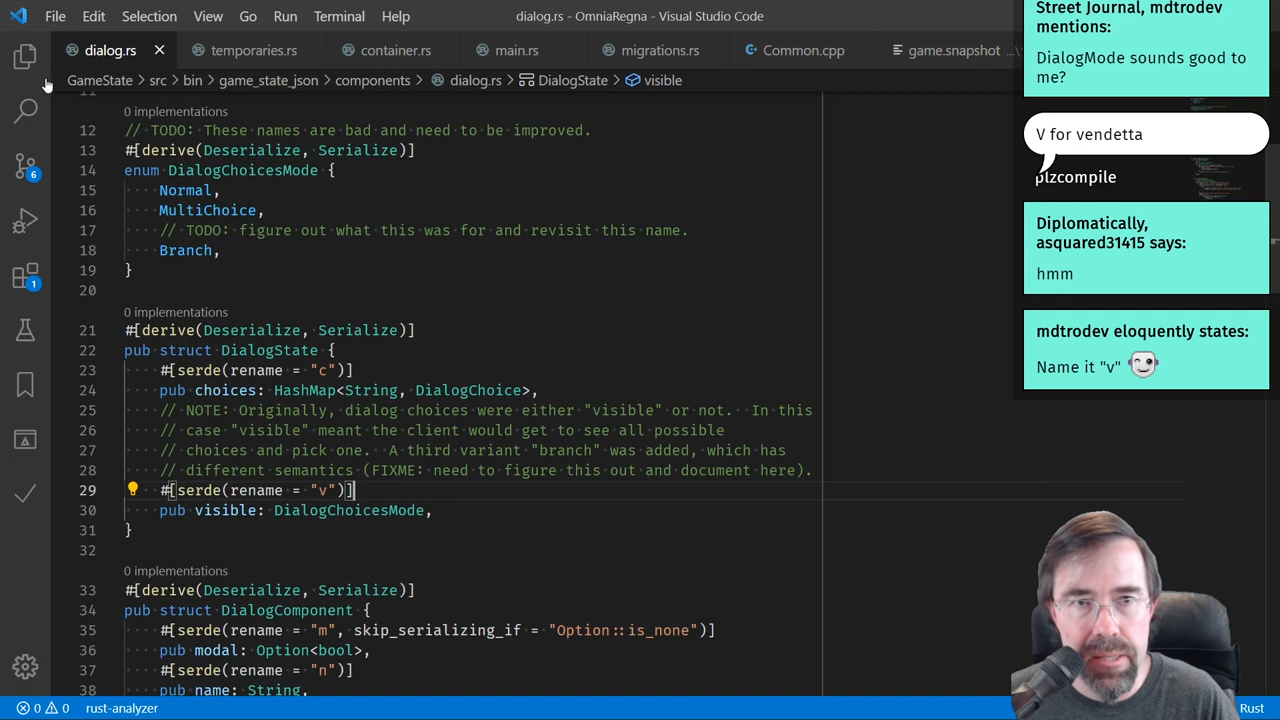 File Edit Selection View Go Run Terminal Help
dialog.rs - OmniaRegna - Visual Studio Code
dialog.rs temporaries.rs container.rs main.rs migrations.rs Common.cpp game.snapshot ...\
GameState > src > bin > game_state_json > components > dialog.rs > DialogState > visible
11
0 implementations
12 // TODO: These names are bad and need to be improved.
13 #[derive(Deserialize, Serialize)]
14 enum DialogChoicesMode {
15 Normal,
16 MultiChoice,
17 // TODO: figure out what this was for and revisit this name.
18 Branch,
19 }
20
0 implementations
21 #[derive(Deserialize, Serialize)]
22 pub struct DialogState {
23 #[serde(rename = "c")]
24 pub choices: HashMap<String, DialogChoice>,
25 // NOTE: Originally, dialog choices were either "visible" or not. In this
26 // case "visible" meant the client would get to see all possible
27 // choices and pick one. A third variant "branch" was added, which has
28 // different semantics (FIXME: need to figure this out and document here).
29 #[serde(rename = "v")]
30 pub visible: DialogChoicesMode,
31 }
32
0 implementations
33 #[derive(Deserialize, Serialize)]
34 pub struct DialogComponent {
35 #[serde(rename = "m", skip_serializing_if = "Option::is_none")]
36 pub modal: Option<bool>,
37 #[serde(rename = "n")]
38 pub name: String,
6
1
Street Journal, mdtrodev
mentions:
DialogMode sounds good to
me?
V for vendetta
plzcompile
Diplomatically,
asquared31415 says:
hmm
mdtrodev eloquently states:
Name it "v"
0 0 rust-analyzer
Rust